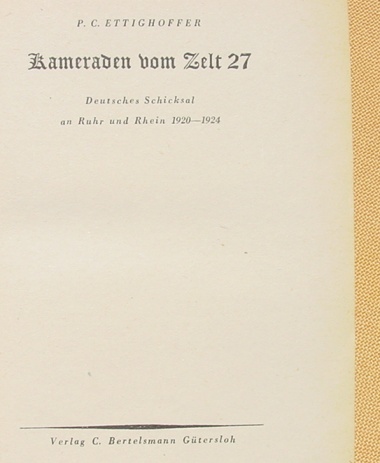 P. C. ETTIGHOFFER
Kameraden vom Zelt 27
Deutsches Schicksal
an Ruhr und Rhein 1920—1924
Verlag C. Bertelsmann Gütersloh